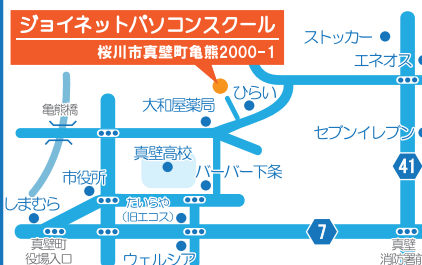 ジョイネットパソコンスクール
桜川市真壁町亀熊2000-1
ストッカー
エネオス
亀熊橋
大和屋薬局
ひらい
セブンイレブン
真壁高校
バーバー下条
41
市役所
しまむら
たいらや
(旧エコス)
7
真壁町
役場入口
ウェルシア
真壁
消防署前